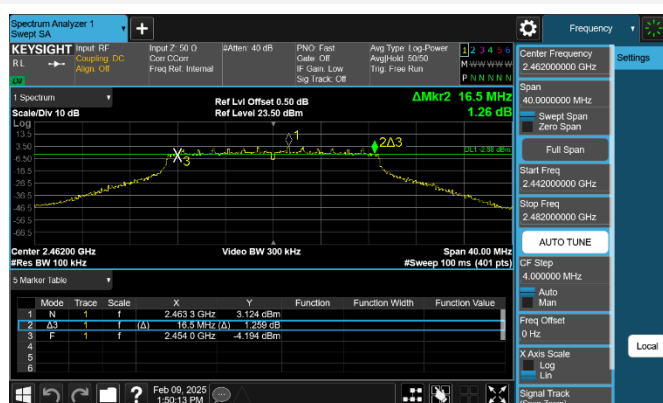 Spectrum Analyzer 1
Swept SA
+
Frequency
KEYSIGHT Input: RF Input Z: 50 Ω #Atten: 40 dB PNO: Fast Avg Type: Log-Power 1 2 3 4 5 6
RL Coupling: DC Corr CCorr Gate: Off Avg|Hold: 50/50 M W W W W W
Align: Off Freq Ref: Internal IF Gain: Low Trig: Free Run P N N N N N
Sig Track: Off
1 Spectrum
Scale/Div 10 dB
Ref Lvl Offset 0.50 dB
Ref Level 23.50 dBm
ΔMkr2 16.5 MHz
1.26 dB
Log
13.5
3.50
-6.50
-16.5
-26.5
-36.5
-46.5
-56.5
-66.5
1
2Δ3
3
DL1 -2.88 dBm
Center 2.46200 GHz Video BW 300 kHz Span 40.00 MHz
#Res BW 100 kHz #Sweep 100 ms (401 pts)
5 Marker Table
Mode Trace Scale X Y Function Function Width Function Value
1 N 1 f 2.463 3 GHz 3.124 dBm
2 Δ3 1 f (Δ) 16.5 MHz (Δ) 1.259 dB
3 F 1 f 2.454 0 GHz -4.194 dBm
4
5
6
Feb 09, 2025
1:50:13 PM
Center Frequency
2.462000000 GHz
Settings
Span
40.0000000 MHz
Swept Span
Zero Span
Full Span
Start Freq
2.442000000 GHz
Stop Freq
2.482000000 GHz
AUTO TUNE
CF Step
4.000000 MHz
Auto
Man
Freq Offset
0 Hz
Local
X Axis Scale
Log
Lin
Signal Track
(Span Zoom)